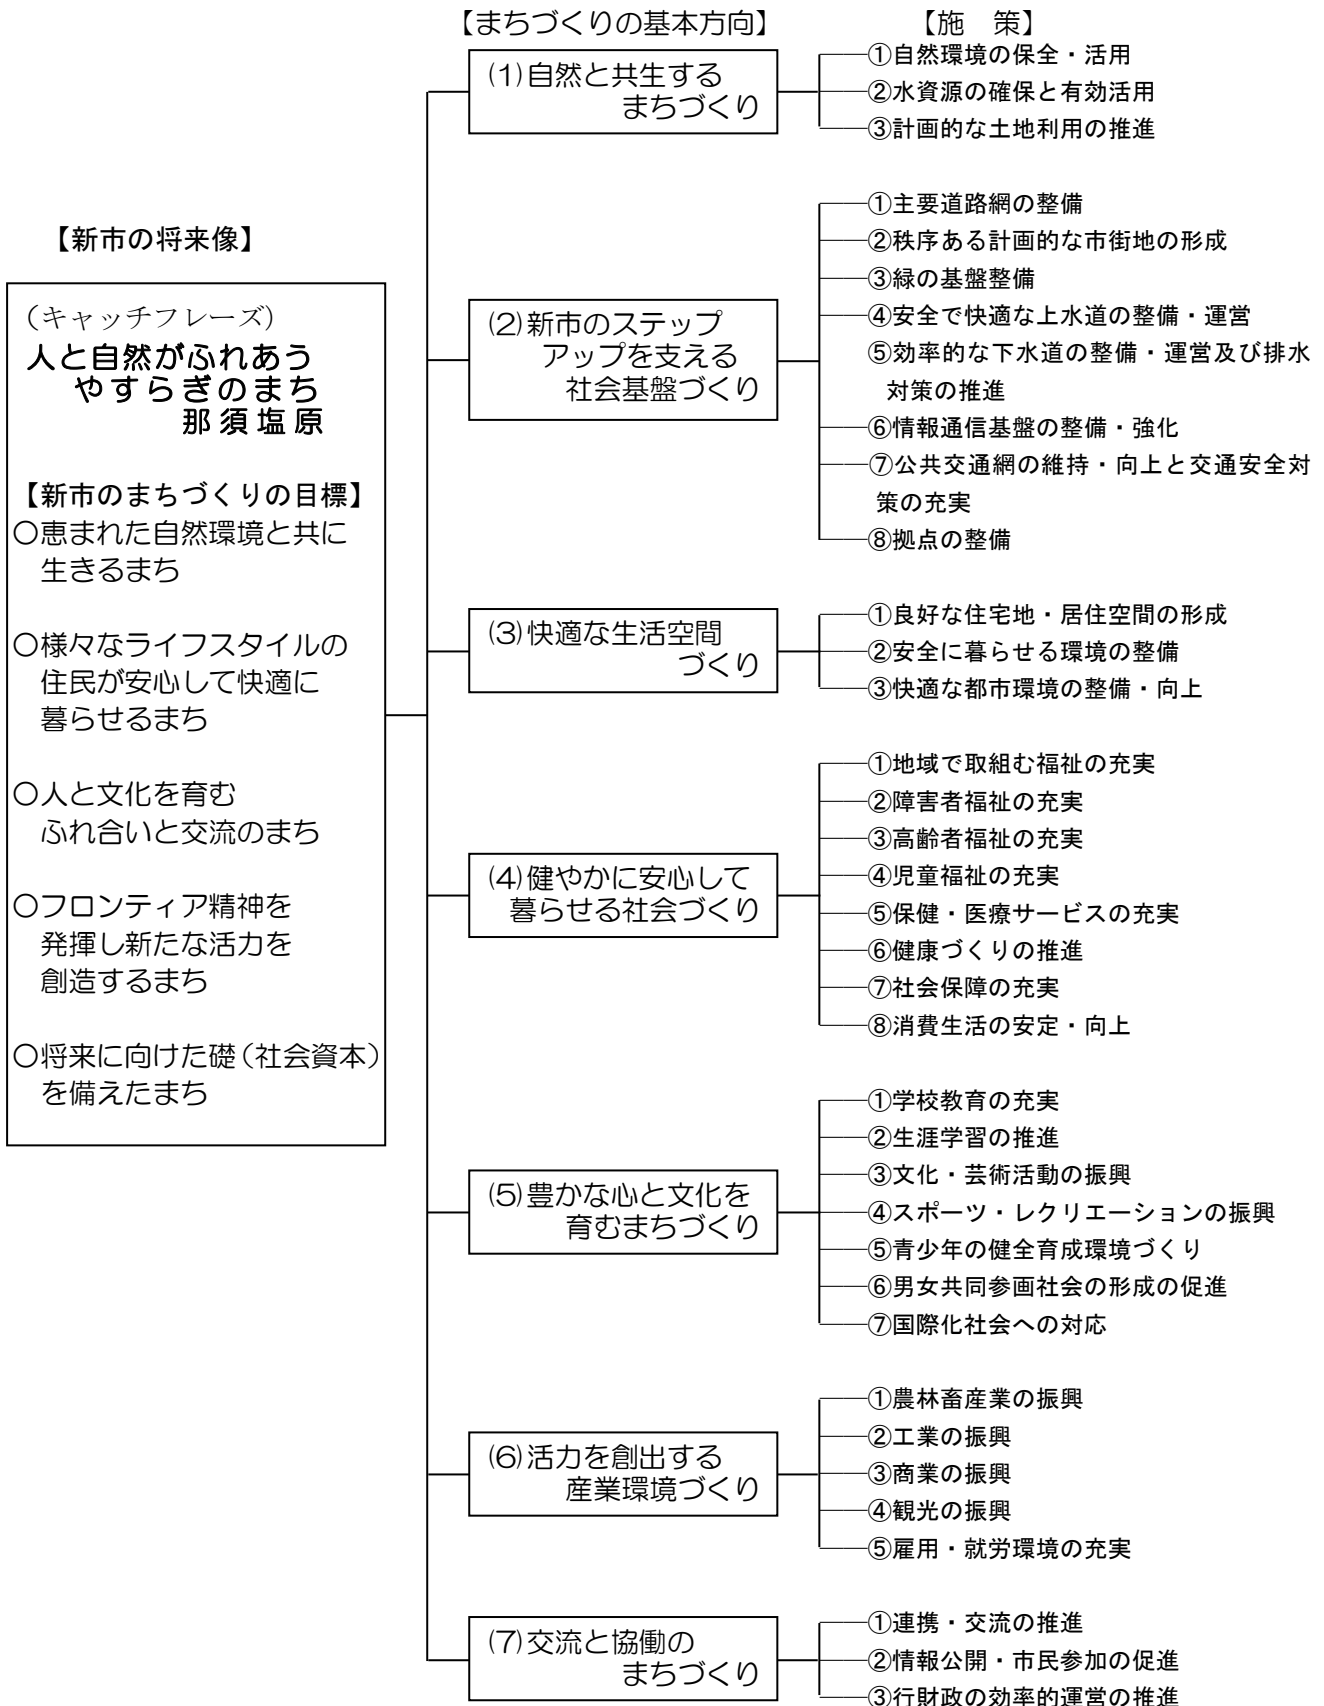 【まちづくりの基本方向】
【施　策】
(1)自然と共生する
まちづくり
①自然環境の保全・活用
②水資源の確保と有効活用
③計画的な土地利用の推進
【新市の将来像】
（キャッチフレーズ）
人と自然がふれあう
やすらぎのまち
那須塩原
【新市のまちづくりの目標】
○恵まれた自然環境と共に
生きるまち
○様々なライフスタイルの
住民が安心して快適に
暮らせるまち
○人と文化を育む
ふれ合いと交流のまち
○フロンティア精神を
発揮し新たな活力を
創造するまち
○将来に向けた礎（社会資本）
を備えたまち
(2)新市のステップ
アップを支える
社会基盤づくり
①主要道路網の整備
②秩序ある計画的な市街地の形成
③緑の基盤整備
④安全で快適な上水道の整備・運営
⑤効率的な下水道の整備・運営及び排水
対策の推進
⑥情報通信基盤の整備・強化
⑦公共交通網の維持・向上と交通安全対
策の充実
⑧拠点の整備
(3)快適な生活空間
づくり
①良好な住宅地・居住空間の形成
②安全に暮らせる環境の整備
③快適な都市環境の整備・向上
(4)健やかに安心して
暮らせる社会づくり
①地域で取組む福祉の充実
②障害者福祉の充実
③高齢者福祉の充実
④児童福祉の充実
⑤保健・医療サービスの充実
⑥健康づくりの推進
⑦社会保障の充実
⑧消費生活の安定・向上
(5)豊かな心と文化を
育むまちづくり
①学校教育の充実
②生涯学習の推進
③文化・芸術活動の振興
④スポーツ・レクリエーションの振興
⑤青少年の健全育成環境づくり
⑥男女共同参画社会の形成の促進
⑦国際化社会への対応
(6)活力を創出する
産業環境づくり
①農林畜産業の振興
②工業の振興
③商業の振興
④観光の振興
⑤雇用・就労環境の充実
(7)交流と協働の
まちづくり
①連携・交流の推進
②情報公開・市民参加の促進
③行財政の効率的運営の推進